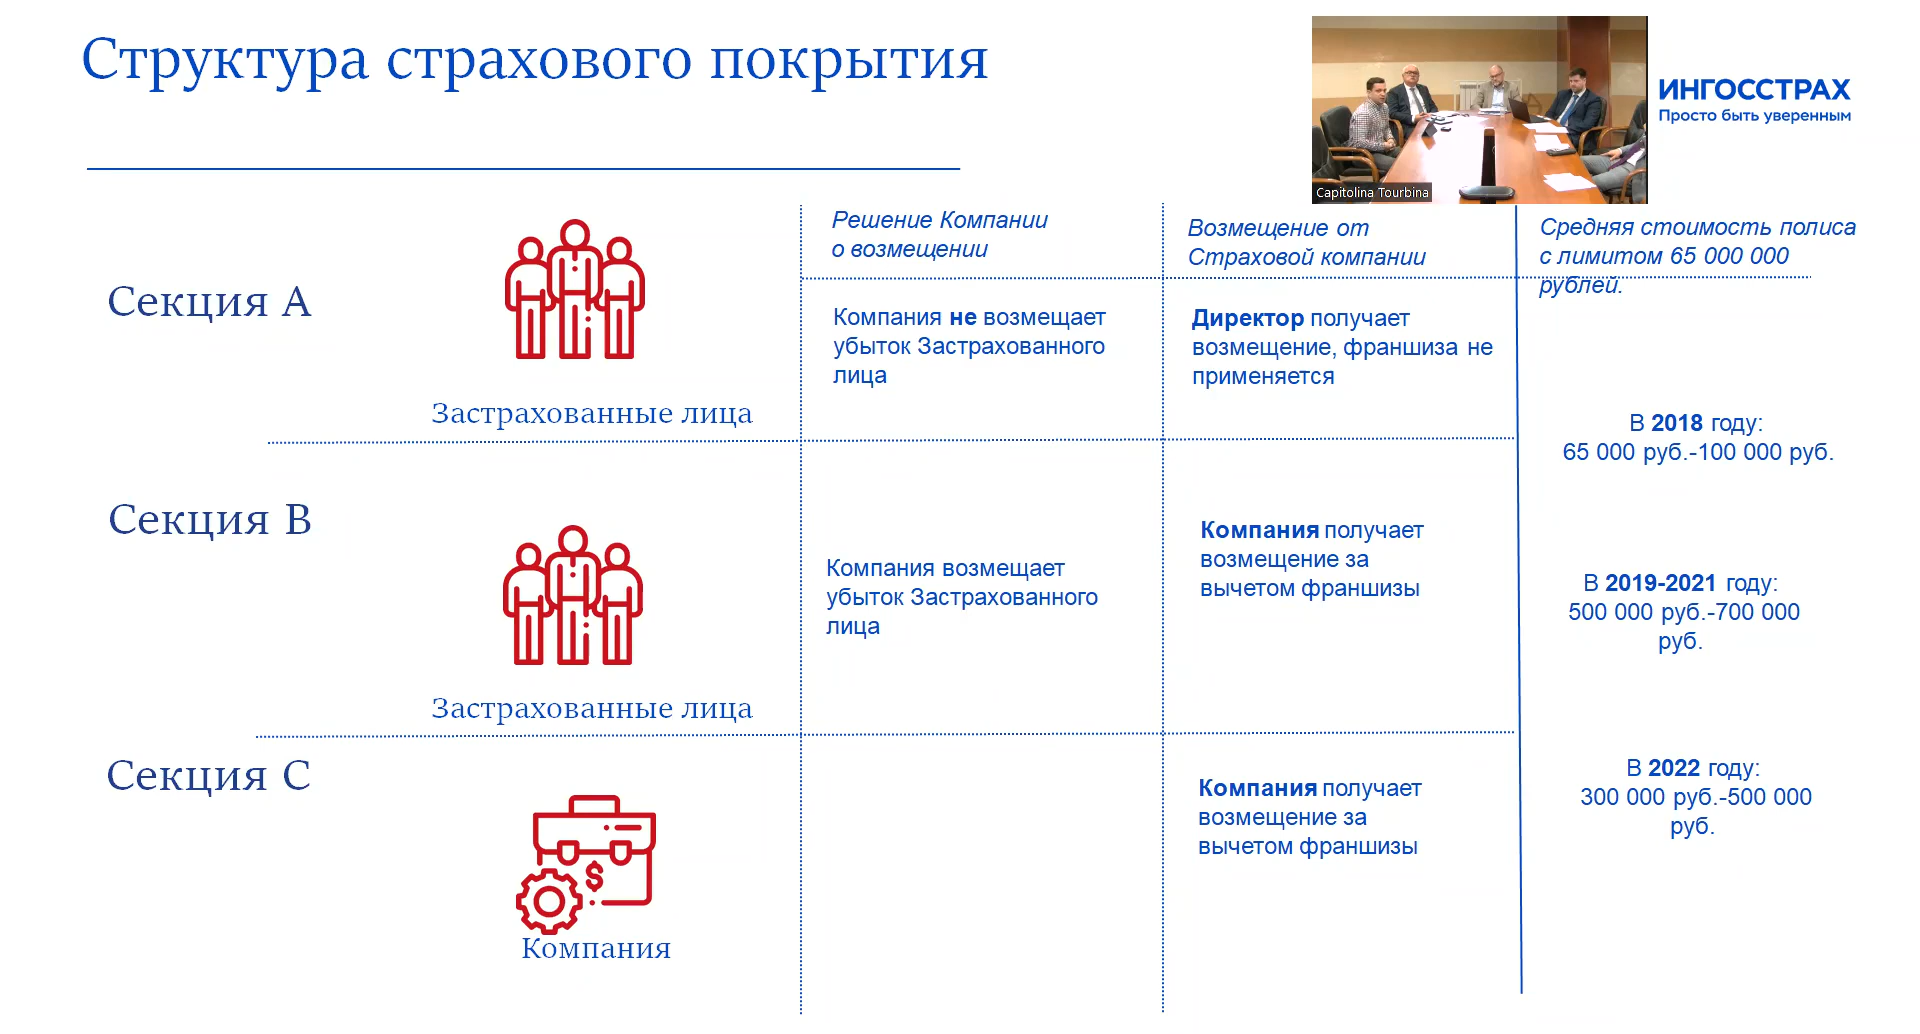 Структура страхового покрытия
Capitolina Tourbina
ИНГОССТРАХ
Просто быть уверенным
Решение Компании
о возмещении
Возмещение от
Страховой компании
Средняя стоимость полиса
с лимитом 65 000 000
рублей.
Секция А
Застрахованные лица
Компания не возмещает
убыток Застрахованного
лица
Директор получает
возмещение, франшиза не
применяется
В 2018 году:
65 000 руб.-100 000 руб.
Секция В
Застрахованные лица
Компания возмещает
убыток Застрахованного
лица
Компания получает
возмещение за
вычетом франшизы
В 2019-2021 году:
500 000 руб.-700 000
руб.
Секция С
$
Компания
Компания получает
возмещение за
вычетом франшизы
В 2022 году:
300 000 руб.-500 000
руб.